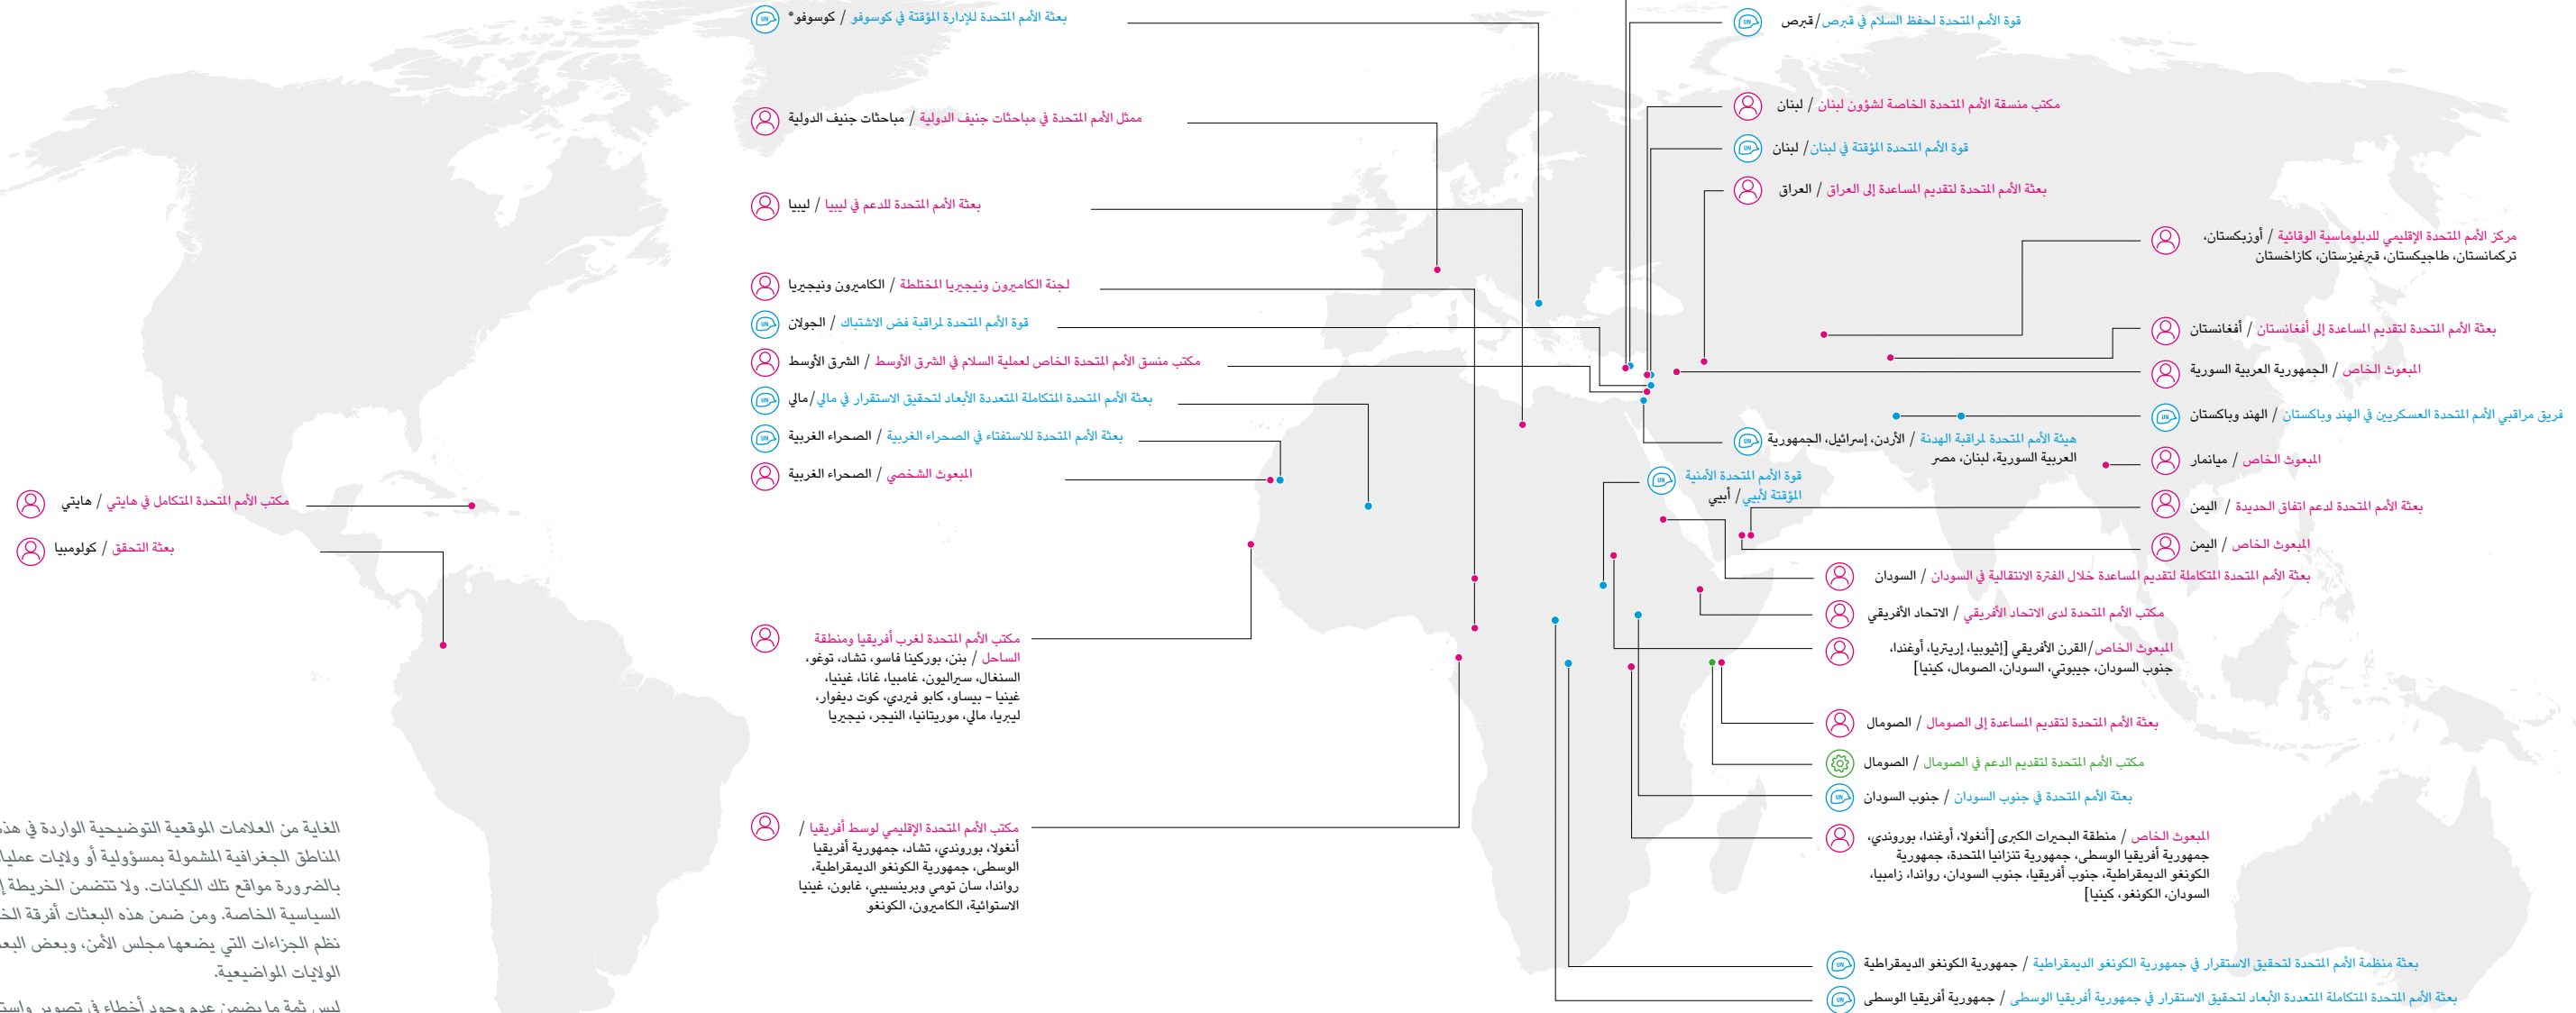 بعثة الأمم المتحدة للإدارة المؤقتة في كوسوفو / كوسوفو*
ممثل الأمم المتحدة في مباحثات جنيف الدولية / مباحثات جنيف الدولية
بعثة الأمم المتحدة للدعم في ليبيا / ليبيا
لجنة الكاميرون ونيجيريا المختلطة / الكاميرون ونيجيريا
قوة الأمم المتحدة لمراقبة فض الاشتباك / الجولان
مكتب منسق الأمم المتحدة الخاص لعملية السلام في الشرق الأوسط / الشرق الأوسط
بعثة الأمم المتحدة المتكاملة المتعددة الأبعاد لتحقيق الاستقرار في مالي/مالي
بعثة الأمم المتحدة للاستفتاء في الصحراء الغربية / الصحراء الغربية
المبعوث الشخصي / الصحراء الغربية
مكتب الأمم المتحدة المتكامل في هايتي / هايتي
بعثة التحقق / كولومبيا
مكتب الأمم المتحدة لغرب أفريقيا ومنطقة
الساحل / بنن، بوركينا فاسو، تشاد، توغو،
السنغال، سيراليون، غامبيا، غانا، غينيا،
غينيا - بيساو، كابو فيردي، كوت ديفوار،
ليبريا، مالي، موريتانيا، النيجر، نيجيريا
مكتب الأمم المتحدة الإقليمي لوسط أفريقيا /
أنغولا، بوروندي، تشاد، جمهورية أفريقيا
الوسطى، جمهورية الكونغو الديمقراطية،
رواندا، سان تومي وبرينسيبي، غابون، غينيا
الاستوائية، الكاميرون، الكونغو
قوة الأمم المتحدة لحفظ السلام في قبرص/قبرص
مكتب منسقة الأمم المتحدة الخاصة لشؤون لبنان / لبنان
قوة الأمم المتحدة المؤقتة في لبنان/ لبنان
بعثة الأمم المتحدة لتقديم المساعدة إلى العراق / العراق
مركز الأمم المتحدة الإقليمي للدبلوماسية الوقائية / أوزبكستان،
تركمانستان، طاجيكستان، قيرغيزستان، كازاخستان
بعثة الأمم المتحدة لتقديم المساعدة إلى أفغانستان / أفغانستان
المبعوث الخاص / الجمهورية العربية السورية
فريق مراقبي الأمم المتحدة العسكريين في الهند وباكستان / الهند وباكستان
هيئة الأمم المتحدة لمراقبة الهدنة / الأردن، إسرائيل، الجمهورية
العربية السورية، لبنان، مصر
المبعوث الخاص / ميانمار
قوة الأمم المتحدة الأمنية
المؤقتة لأبيي/ أبيي
بعثة الأمم المتحدة لدعم اتفاق الحديدة / اليمن
المبعوث الخاص / اليمن
بعثة الأمم المتحدة المتكاملة لتقديم المساعدة خلال الفترة الانتقالية في السودان / السودان
مكتب الأمم المتحدة لدى الاتحاد الأفريقي / الاتحاد الأفريقي
المبعوث الخاص/القرن الأفريقي [إثيوبيا، إريتريا، أوغندا،
جنوب السودان، جيبوتي، السودان، الصومال، كينيا]
بعثة الأمم المتحدة لتقديم المساعدة إلى الصومال / الصومال
مكتب الأمم المتحدة لتقديم الدعم في الصومال / الصومال
بعثة الأمم المتحدة في جنوب السودان / جنوب السودان
المبعوث الخاص / منطقة البحيرات الكبرى [أنغولا، أوغندا، بوروندي،
جمهورية أفريقيا الوسطى، جمهورية تنزانيا المتحدة، جمهورية
الكونغو الديمقراطية، جنوب أفريقيا، جنوب السودان، رواندا، زامبيا،
السودان، الكونغو، كينيا]
بعثة منظمة الأمم المتحدة لتحقيق الاستقرار في جمهورية الكونغو الديمقراطية / جمهورية الكونغو الديمقراطية
بعثة الأمم المتحدة المتكاملة المتعددة الأبعاد لتحقيق الاستقرار في جمهورية أفريقيا الوسطى / جمهورية أفريقيا الوسطى
الغاية من العلامات الموقعية التوضيحية الواردة في
المناطق الجغرافية المشمولة بمسؤولية أو ولايات
بالضرورة مواقع تلك الكيانات. ولا تتضمن الخريطة
السياسية الخاصة. ومن ضمن هذه البعثات أفرقة
نظم الجزاءات التي يضعها مجلس الأمن، وبعض
الولايات المواضيعية.
ليس ثمة ما يضمن عدم وجود أخطاء في تصوير